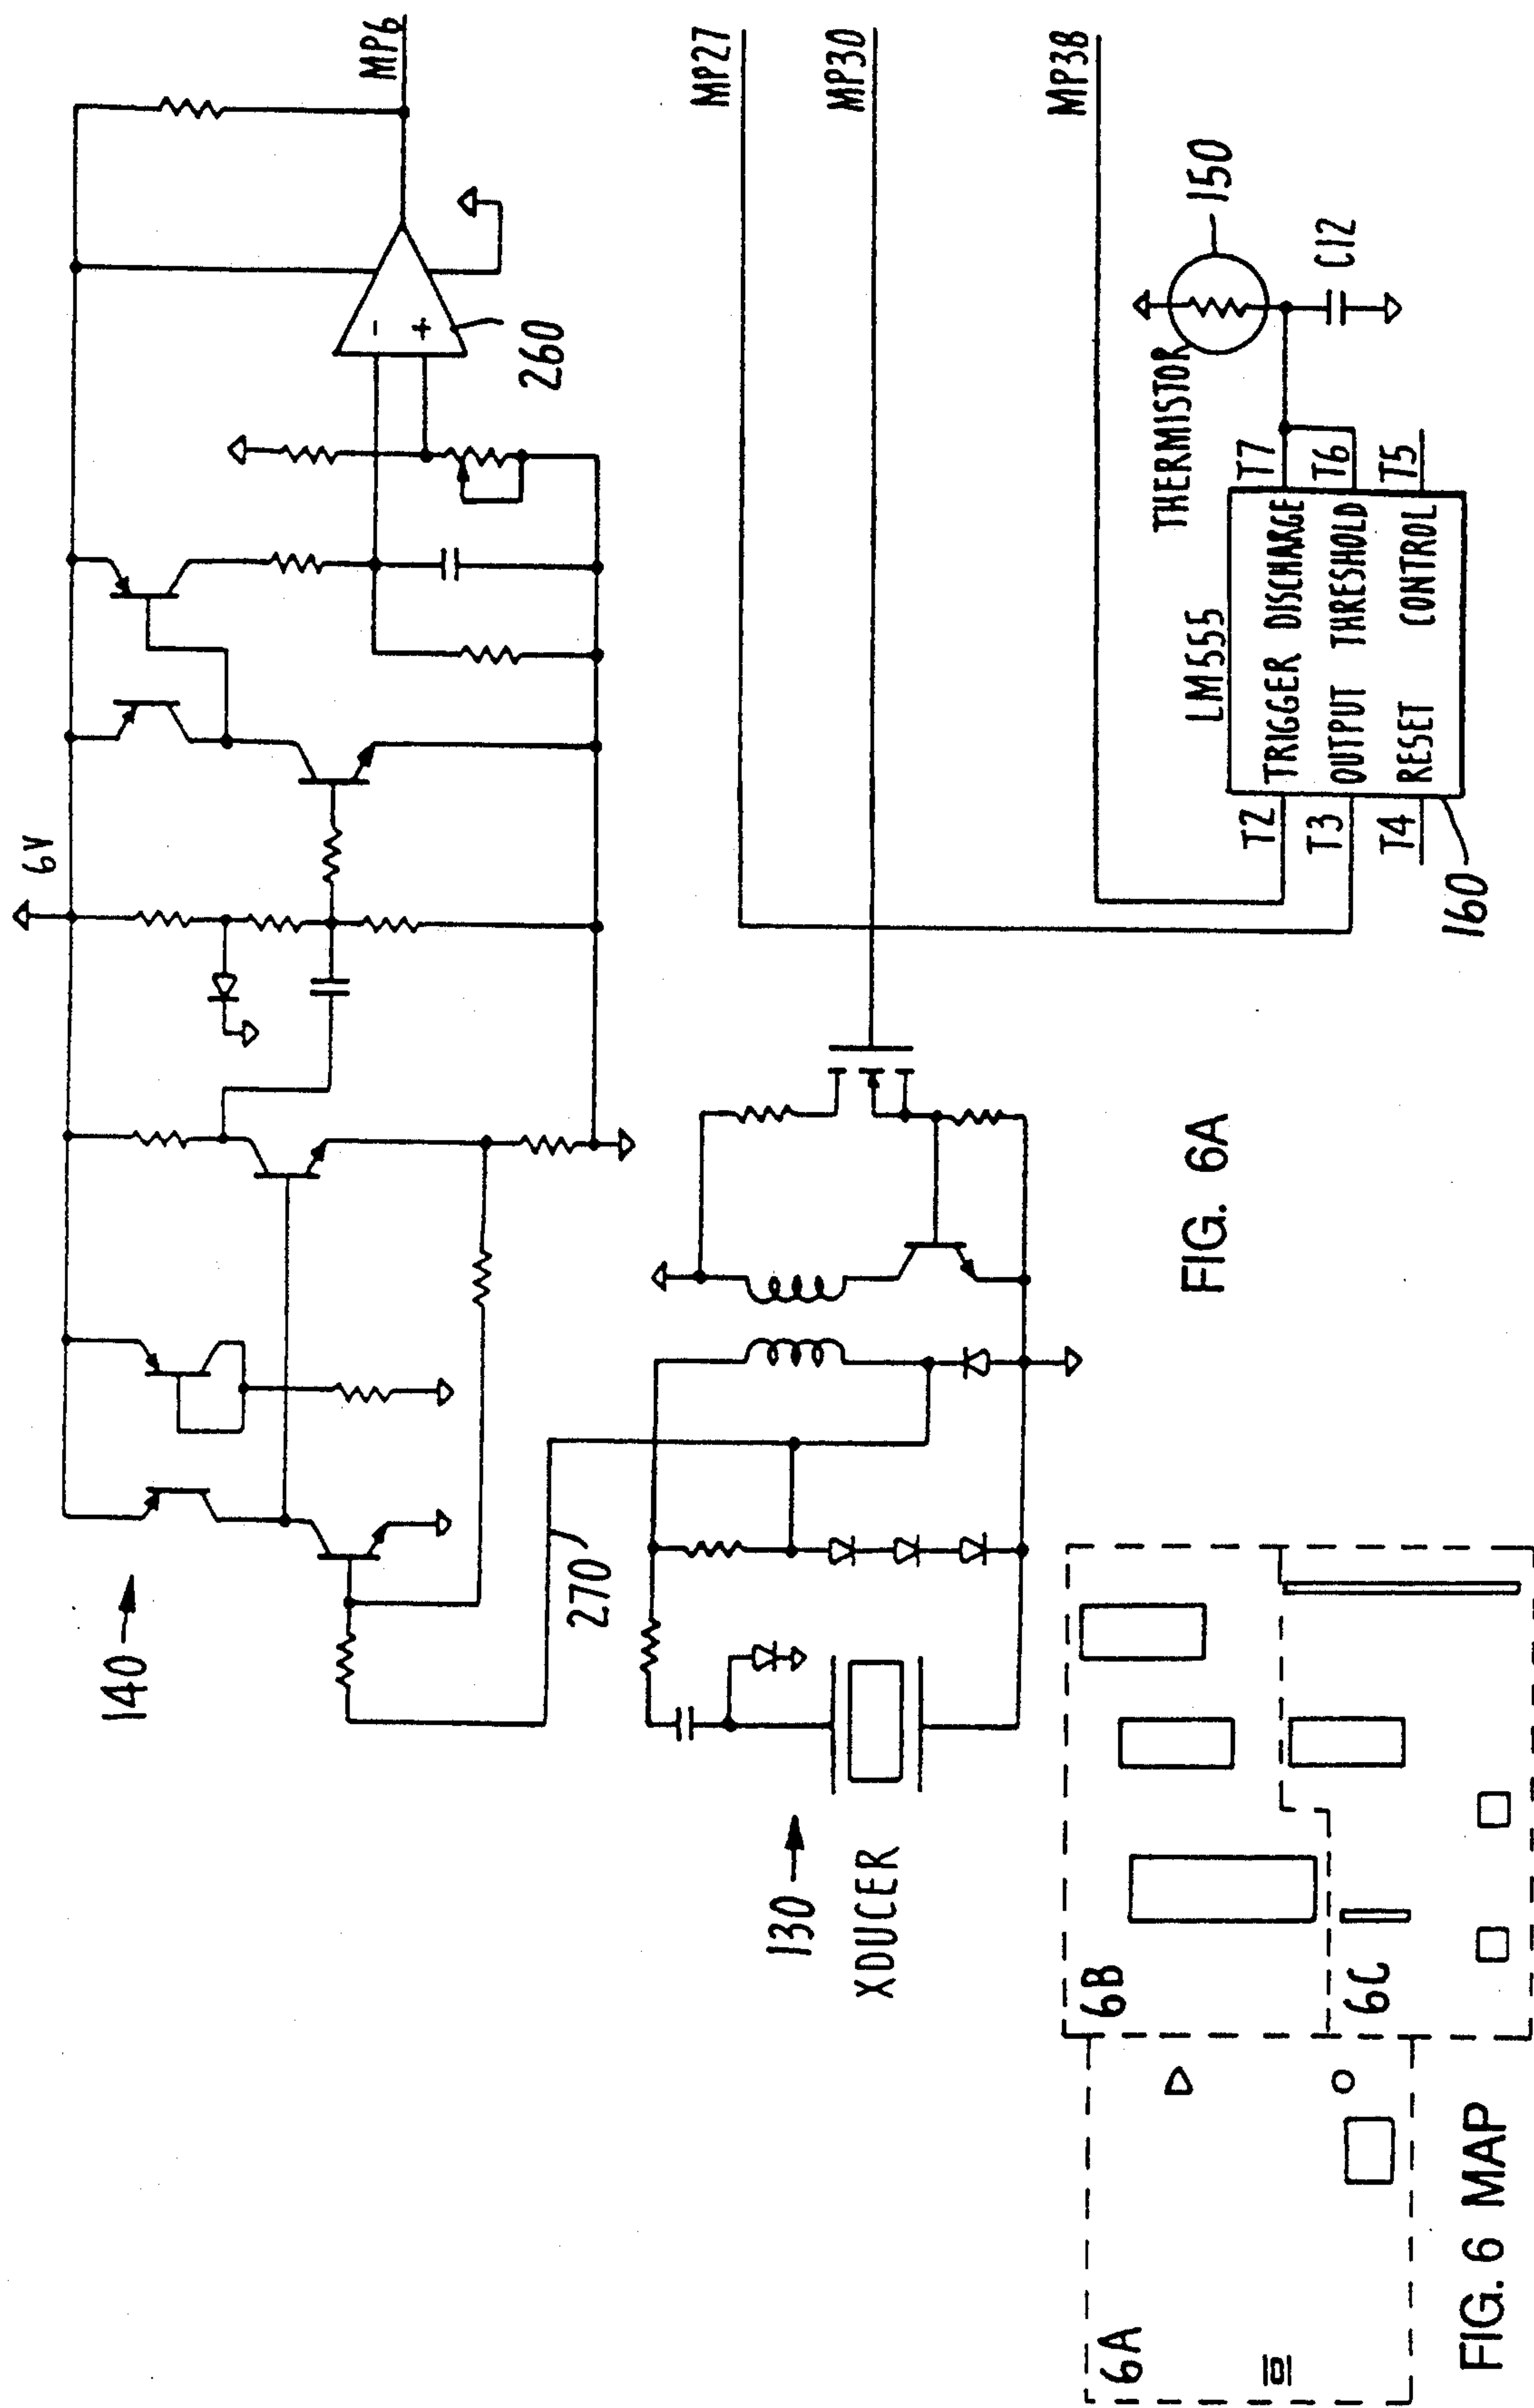 140
6V
MP6
260
270
130
XDUCER
MP27
MP30
MP38
THERMISTOR
150
C12
LM555
T2
TRIGGER DISCHARGE
T7
T3
OUTPUT THRESHOLD
T6
T4
RESET CONTROL
T5
160
FIG. 6A
6A
6B
6C
FIG. 6 MAP